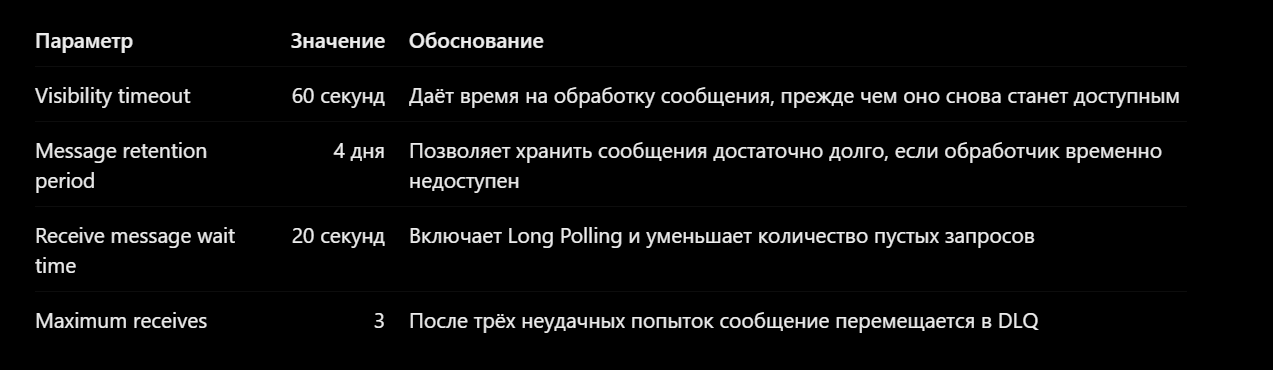 Параметр Значение Обоснование
Visibility timeout 60 секунд Даёт время на обработку сообщения, прежде чем оно снова станет доступным
Message retention 4 дня Позволяет хранить сообщения достаточно долго, если обработчик временно
period недоступен
Receive message wait 20 секунд Включает Long Polling и уменьшает количество пустых запросов
time
Maximum receives 3 После трёх неудачных попыток сообщение перемещается в DLQ